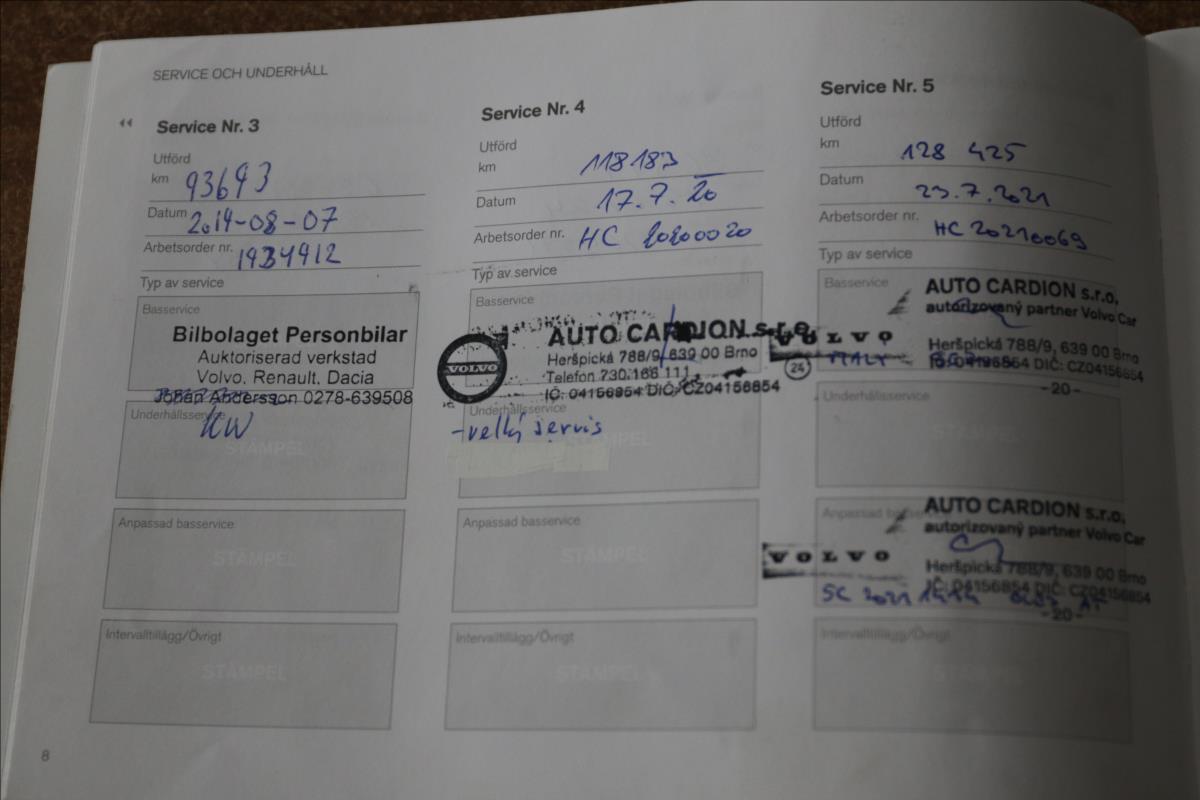 SERVICE OCH UNDERHÅLL
Service Nr. 3
Utförd
km 93693
Datum 2014-08-07
Arbetsorder nr. 1934912
Typ av service
Basservice
Bilbolaget Personbilar
Auktoriserad verkstad
Volvo, Renault, Dacia
Johan Andersson 0278-639508
Underhållsservice
KW
STÄMPEL
Anpassad basservice
STÄMPEL
Intervalltillägg/Övrigt
STÄMPEL
8
Service Nr. 4
Utförd
km 118183
Datum 17.7.20
Arbetsorder nr. HC 20200020
Typ av service
Basservice
VOLVO
AUTO CARDION s.r.o.
Heršpická 788/9, 639 00 Brno
Telefon 730 166 111
IČ: 04156854 DIČ: CZ04156854
Underhållsservice
-velký servis
STÄMPEL
Anpassad basservice
STÄMPEL
Intervalltillägg/Övrigt
STÄMPEL
Service Nr. 5
Utförd
km 128 425
Datum 23.7.2021
Arbetsorder nr. HC 20210069
Typ av service
Basservice
AUTO CARDION s.r.o.
autorizovaný partner Volvo Car
VOLVO
Heršpická 788/9, 639 00 Brno
24
MALÝ
IČ: 04156854 DIČ: CZ04156854
-20-
Underhållsservice
Anpassad basservice
AUTO CARDION s.r.o.
autorizovaný partner Volvo Car
VOLVO
Heršpická 788/9, 639 00 Brno
IČ: 04156854 DIČ: CZ04156854
SC 2021
-20-
Intervalltillägg/Övrigt